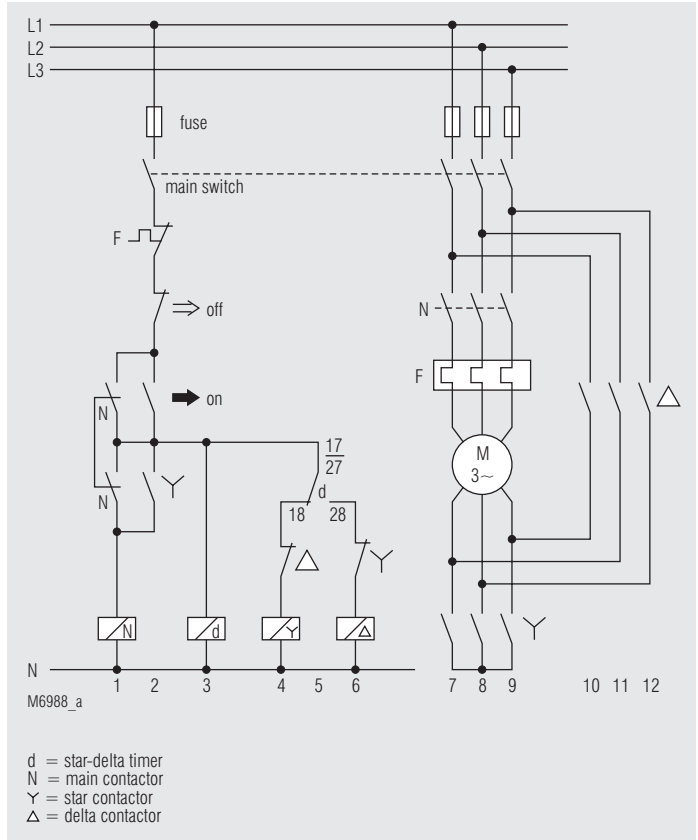 L1
L2
L3
fuse
main switch
F
off
N
F
on
N
17
27
M
3~
d
N
18 28
N d Y Δ
N
1 2 3 4 5 6 7 8 9 10 11 12
M6988_a
d = star-delta timer
N = main contactor
Y = star contactor
Δ = delta contactor